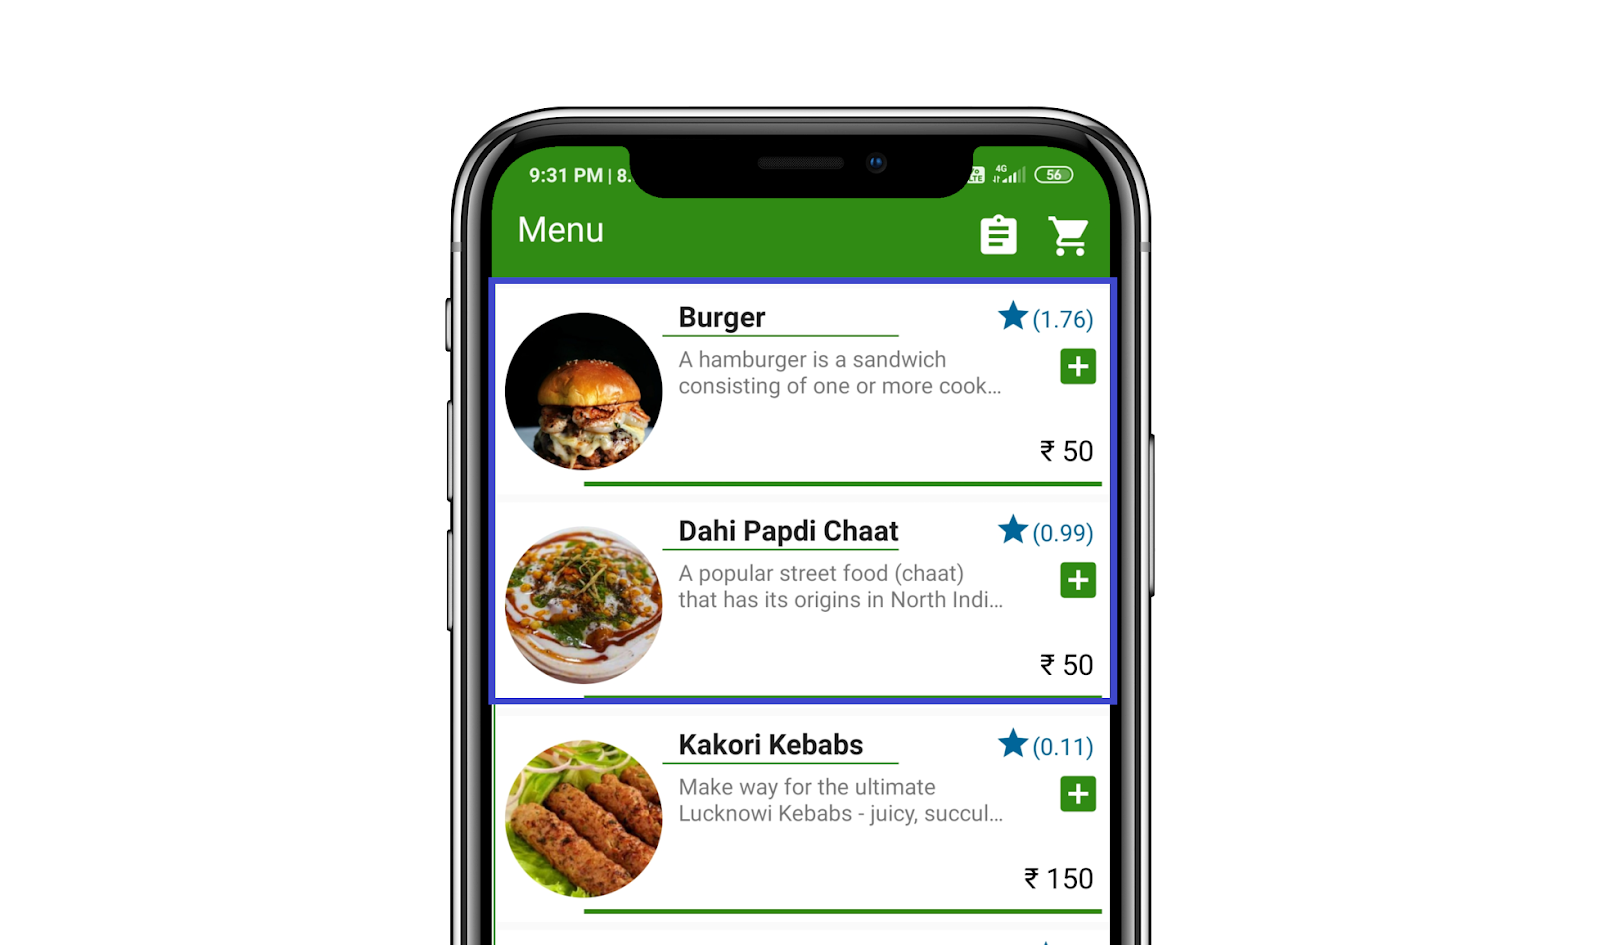 9:31 PM | 8.
4G
56
Menu
Burger
(1.76)
A hamburger is a sandwich
consisting of one or more cook...
₹ 50
Dahi Papdi Chaat
(0.99)
A popular street food (chaat)
that has its origins in North Indi...
₹ 50
Kakori Kebabs
(0.11)
Make way for the ultimate
Lucknowi Kebabs - juicy, succul...
₹ 150